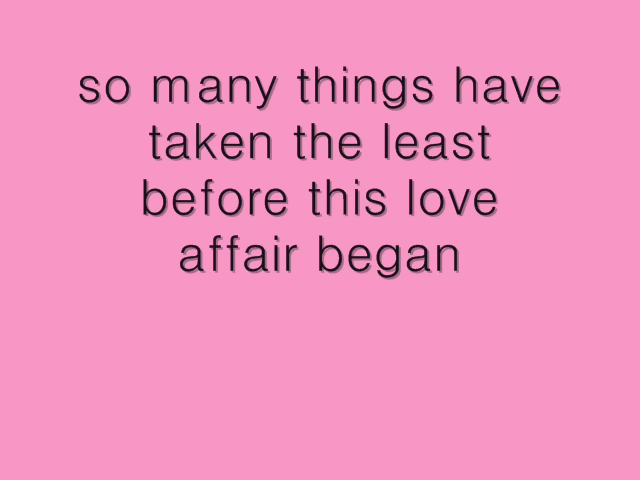 so many things have
taken the least
before this love
affair began